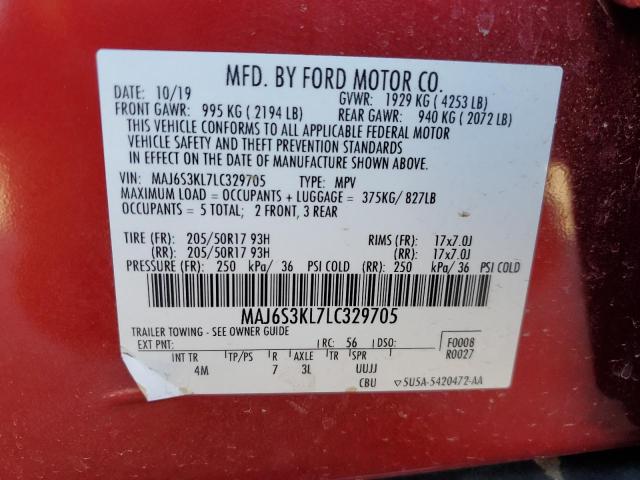 MFD. BY FORD MOTOR CO.
DATE: 10/19 GVWR: 1929 KG ( 4253 LB)
FRONT GAWR: 995 KG ( 2194 LB) REAR GAWR: 940 KG ( 2072 LB)
THIS VEHICLE CONFORMS TO ALL APPLICABLE FEDERAL MOTOR
VEHICLE SAFETY AND THEFT PREVENTION STANDARDS
IN EFFECT ON THE DATE OF MANUFACTURE SHOWN ABOVE.
VIN: MAJ6S3KL7LC329705 TYPE: MPV
MAXIMUM LOAD = OCCUPANTS + LUGGAGE = 375KG/ 827LB
OCCUPANTS = 5 TOTAL; 2 FRONT, 3 REAR
TIRE (FR): 205/50R17 93H RIMS (FR): 17x7.0J
(RR): 205/50R17 93H (RR): 17x7.0J
PRESSURE (FR): 250 kPa/ 36 PSI COLD (RR): 250 kPa/ 36 PSI COLD
MAJ6S3KL7LC329705
TRAILER TOWING - SEE OWNER GUIDE
EXT PNT: RC: 56 DSO: F0008
INT TR TP/PS R AXLE TR SPR R0027
4M 7 3L UUJJ
CBU ▽SU5A-5420472-AA